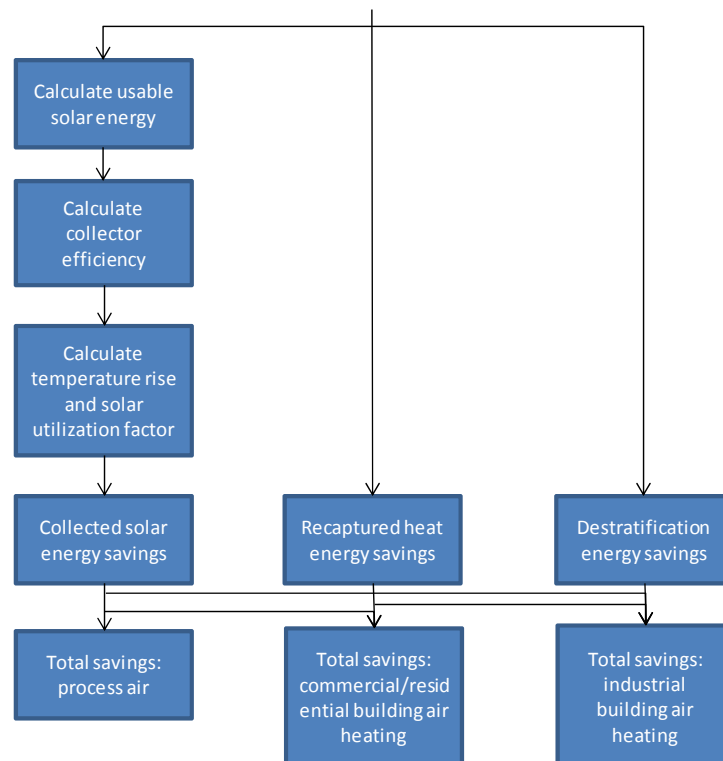 Calculate usable
solar energy
Calculate
collector
efficiency
Calculate
temperature rise
and solar
utilization factor
Collected solar
energy savings
Recaptured heat
energy savings
Destratification
energy savings
Total savings:
process air
Total savings:
commercial/resid
ential building air
heating
Total savings:
industrial
building air
heating